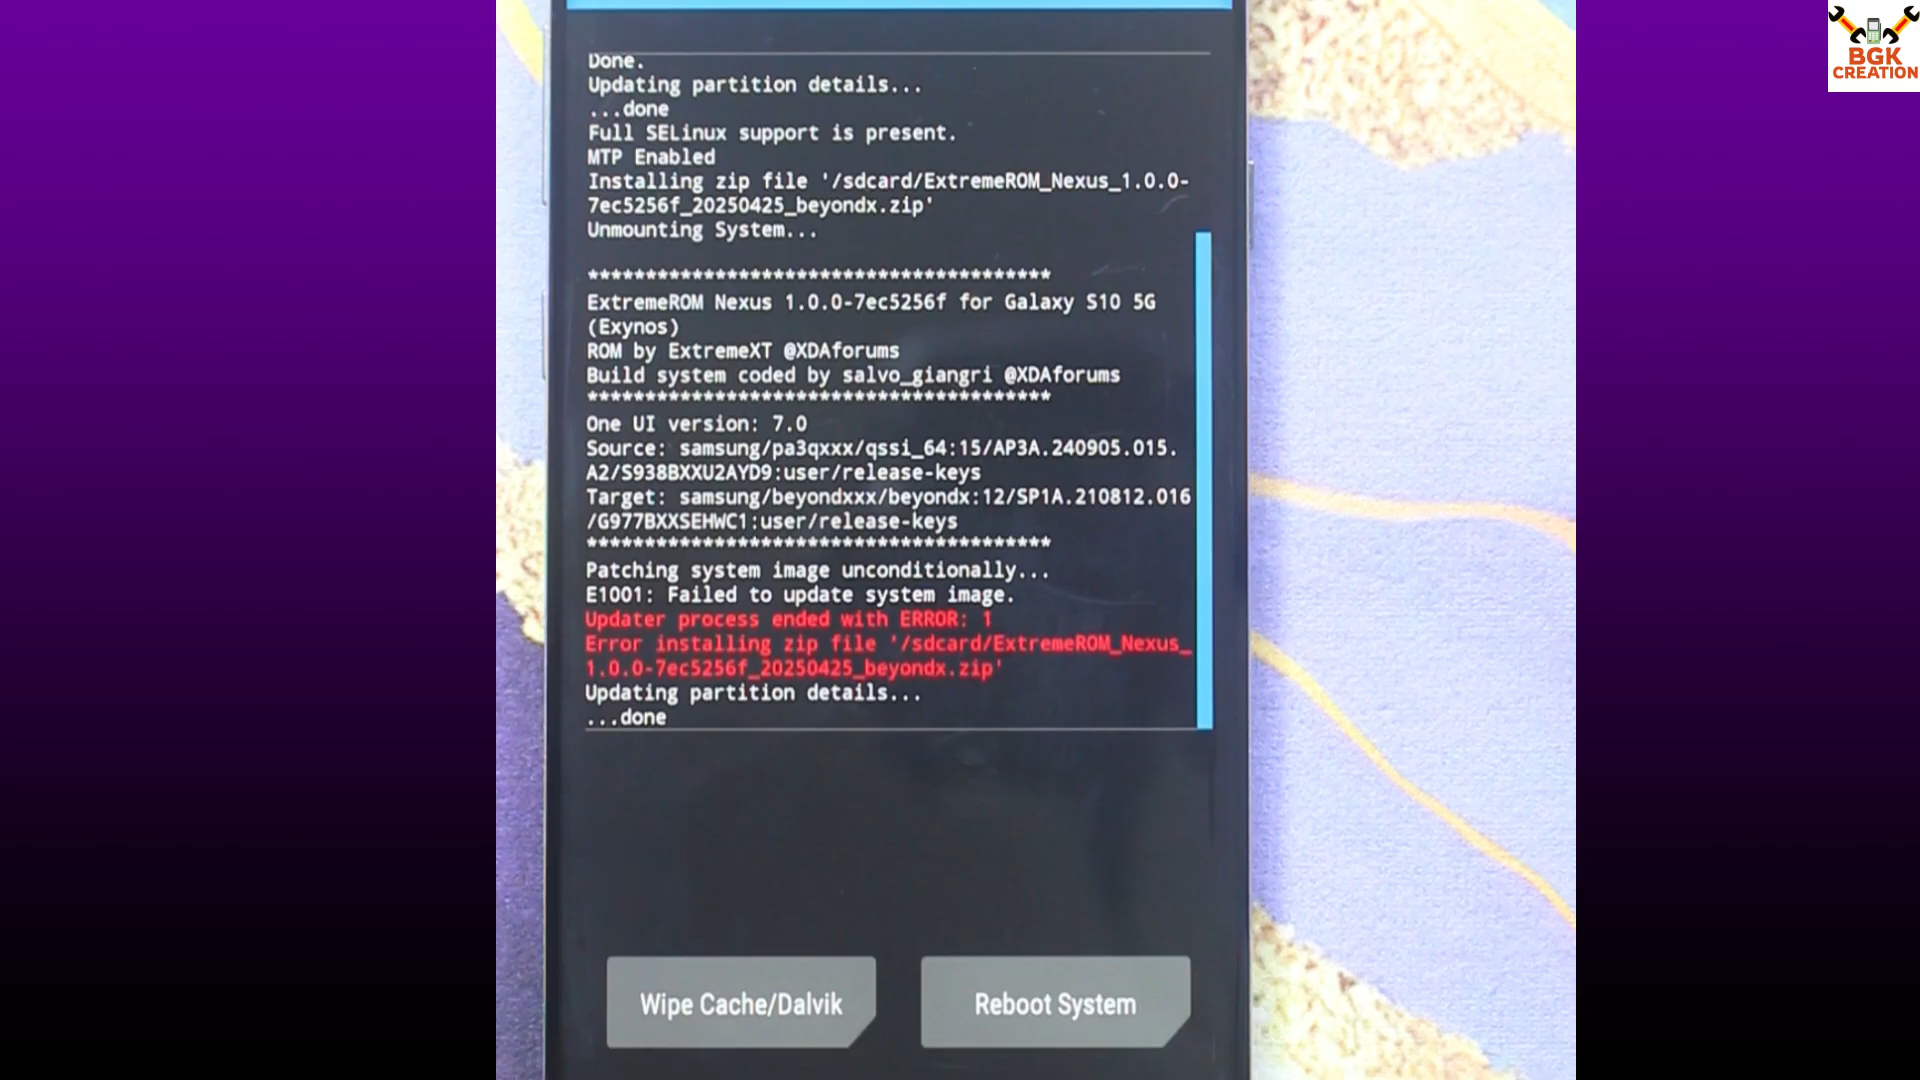 BGK
CREATION
Done.
Updating partition details...
...done
Full SELinux support is present.
MTP Enabled
Installing zip file '/sdcard/ExtremeROM_Nexus_1.0.0-
7ec5256f_20250425_beyondx.zip'
Unmounting System...
****************************************
ExtremeROM Nexus 1.0.0-7ec5256f for Galaxy S10 5G
(Exynos)
ROM by ExtremeXT @XDAforums
Build system coded by salvo_giangri @XDAforums
****************************************
One UI version: 7.0
Source: samsung/pa3qxxx/qssi_64:15/AP3A.240905.015.
A2/S938BXXU2AYD9:user/release-keys
Target: samsung/beyondxxx/beyondx:12/SP1A.210812.016
/G977BXXSEHWC1:user/release-keys
****************************************
Patching system image unconditionally...
E1001: Failed to update system image.
Updater process ended with ERROR: 1
Error installing zip file '/sdcard/ExtremeROM_Nexus_
1.0.0-7ec5256f_20250425_beyondx.zip'
Updating partition details...
...done
Wipe Cache/Dalvik
Reboot System